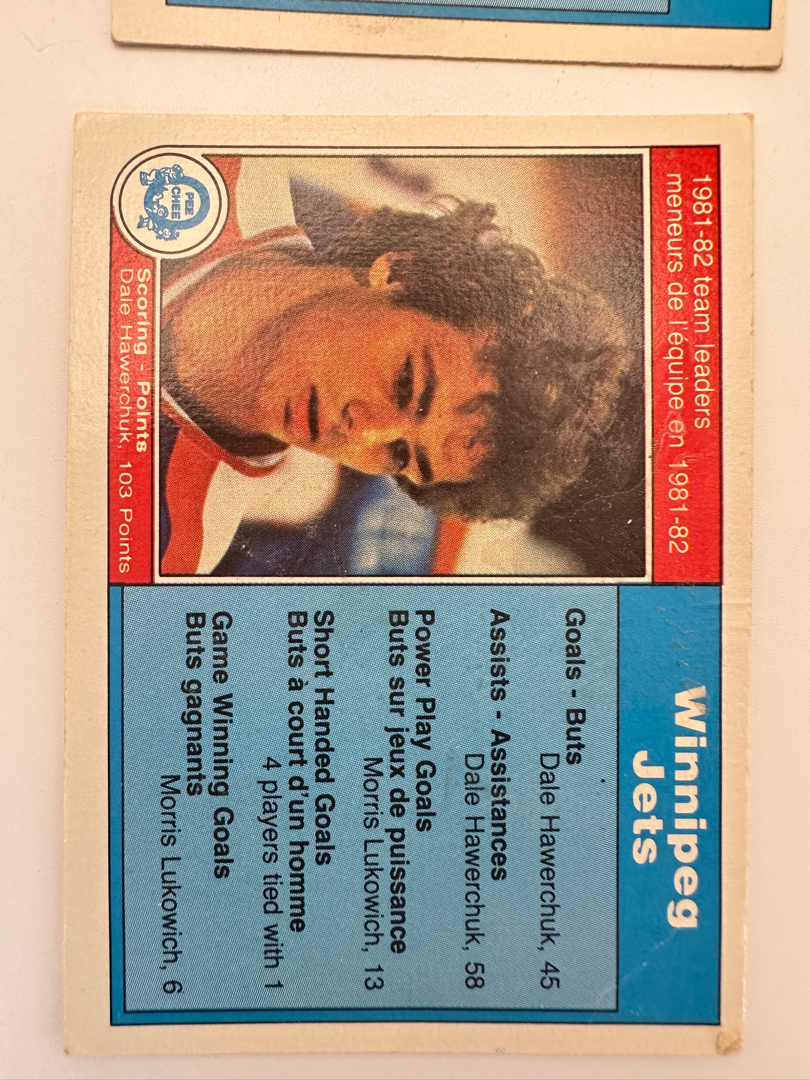 1981-82 team leaders
meneurs de l'équipe en 1981-82
O
PEE
CHEE
Scoring - Points
Dale Hawerchuk, 103 Points
Winnipeg
Jets
Goals - Buts
Dale Hawerchuk, 45
Assists - Assistances
Dale Hawerchuk, 58
Power Play Goals
Buts sur jeux de puissance
Morris Lukowich, 13
Short Handed Goals
Buts à court d'un homme
4 players tied with 1
Game Winning Goals
Buts gagnants
Morris Lukowich, 6